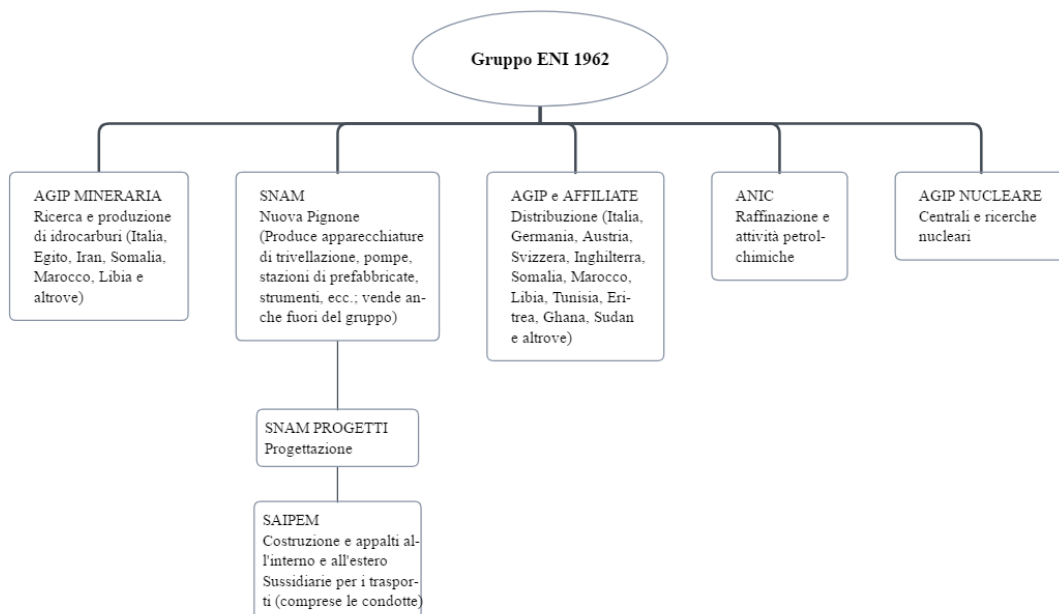 Gruppo ENI 1962
AGIP MINERARIA
Ricerca e produzione
di idrocarburi (Italia,
Egito, Iran, Somalia,
Marocco, Libia e
altrove)
SNAM
Nuova Pignone
(Produce apparecchiature
di trivellazione, pompe,
stazioni di prefabbricate,
strumenti, ecc.; vende an-
che fuori del gruppo)
AGIP e AFFILIATE
Distribuzione (Italia,
Germania, Austria,
Svizzera, Inghilterra,
Somalia, Marocco,
Libia, Tunisia, Eri-
trea, Ghana, Sudan
e altrove)
ANIC
Raffinazione e
attività petrol-
chimiche
AGIP NUCLEARE
Centrali e ricerche
nucleari
SNAM PROGETTI
Progettazione
SAIPEM
Costruzione e appalti al-
l'interno e all'estero
Sussidiarie per i traspor-
ti (comprese le condotte)